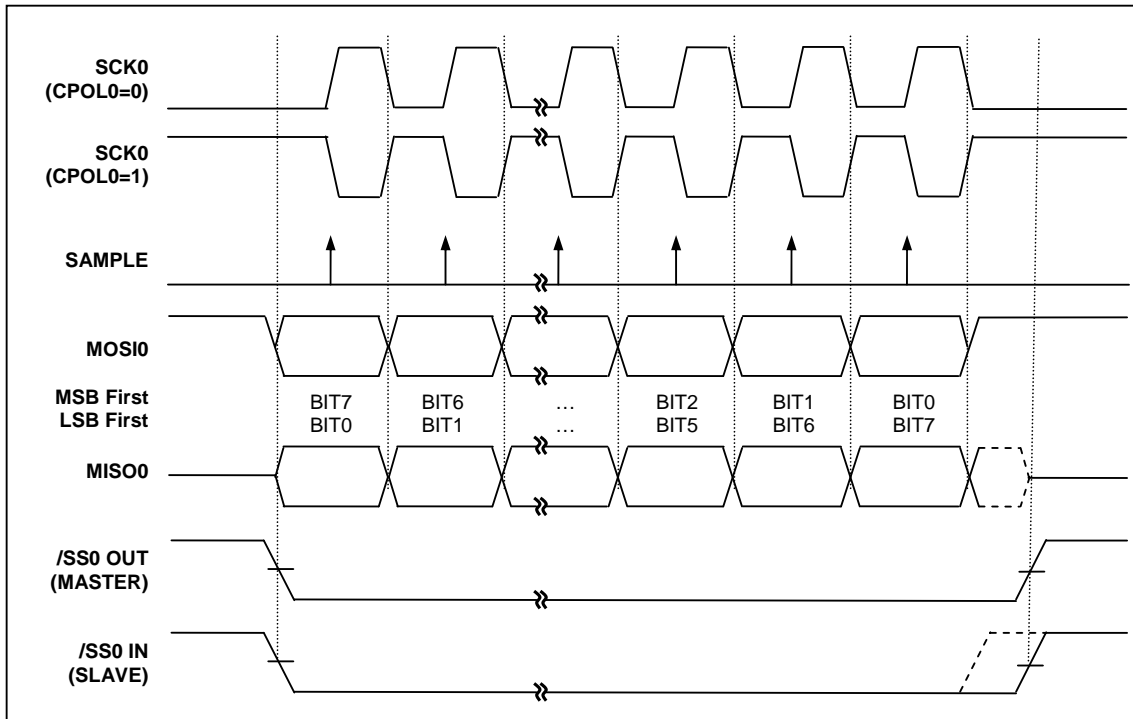 SCK0
(CPOL0=0)
SCK0
(CPOL0=1)
SAMPLE
MOSI0
MSB First
LSB First
BIT7 BIT6 ... BIT2 BIT1 BIT0
BIT0 BIT1 ... BIT5 BIT6 BIT7
MISO0
/SS0 OUT
(MASTER)
/SS0 IN
(SLAVE)